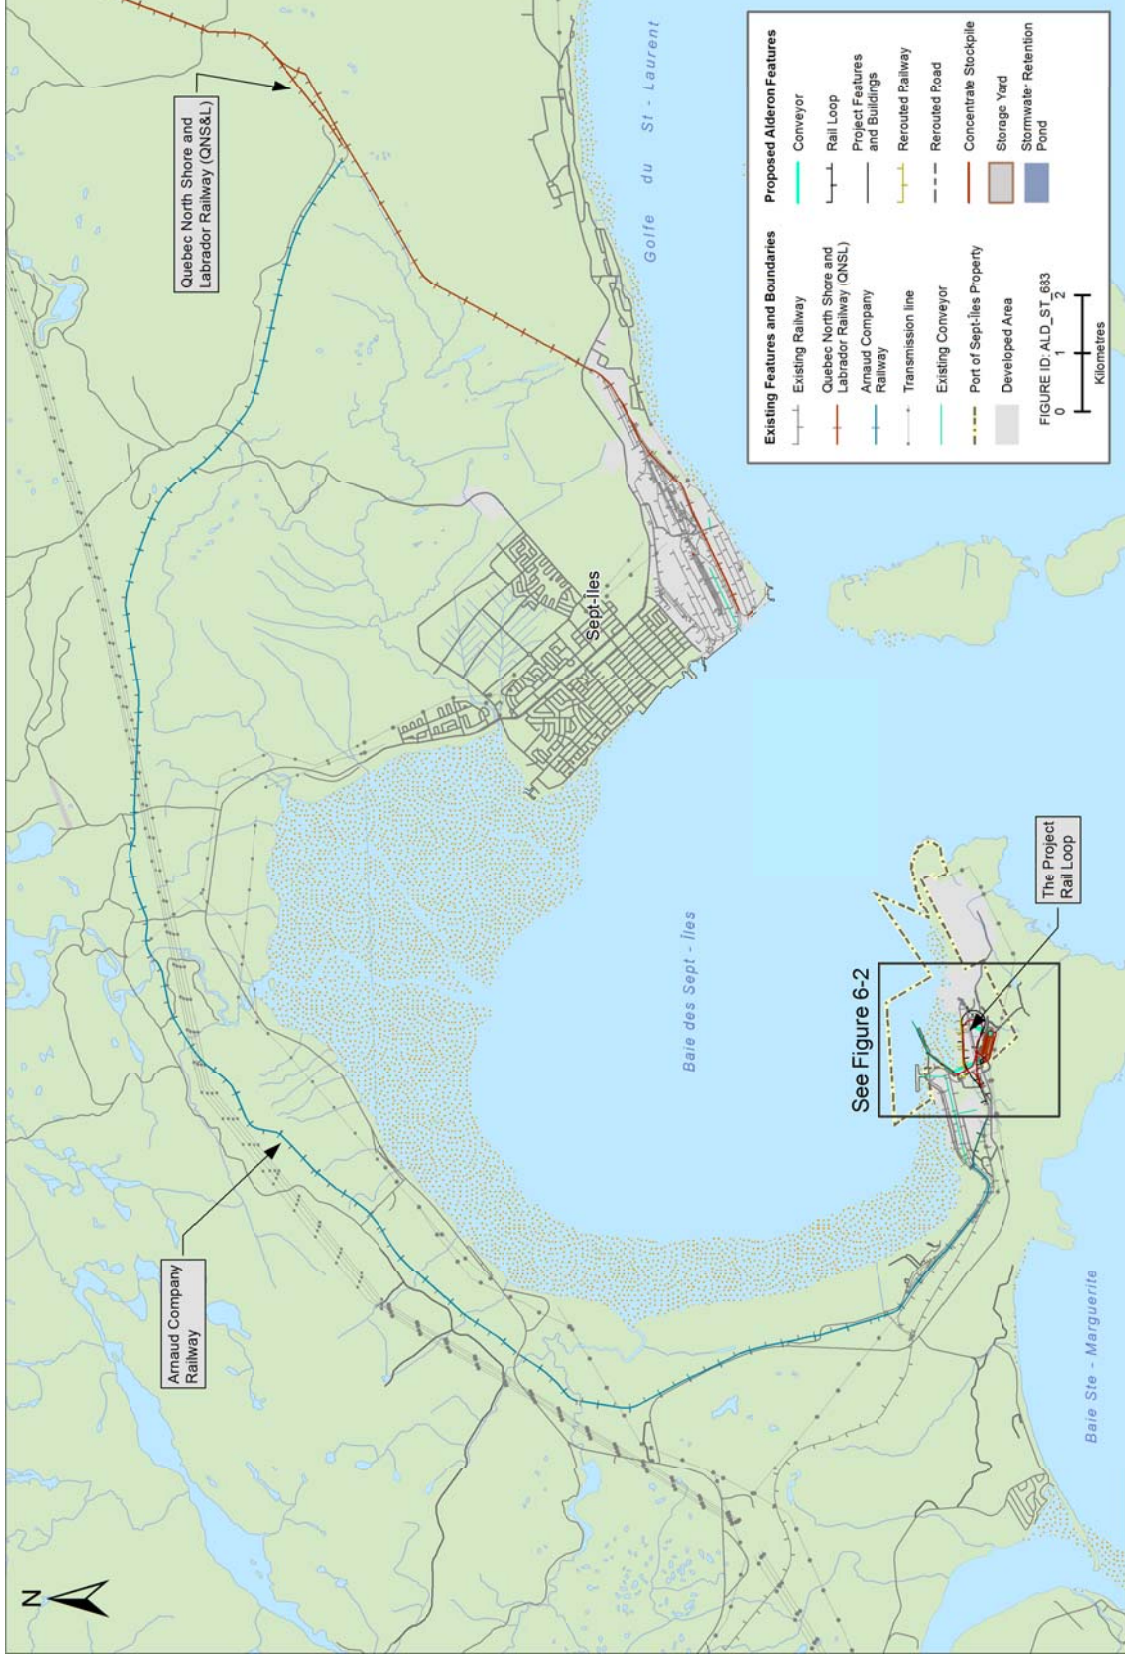 N
Arnaud Company
Railway
Quebec North Shore and
Labrador Railway (QNS&L)
Sept-Îles
Golfe du St - Laurent
Baie des Sept - Îles
See Figure 6-2
The Project
Rail Loop
Baie Ste - Marguerite
Existing Features and Boundaries
Existing Railway
Quebec North Shore and
Labrador Railway (QNSL)
Arnaud Company
Railway
Transmission line
Existing Conveyor
Port of Sept-Îles Property
Developed Area
Proposed Alderon Features
Conveyor
Rail Loop
Project Features
and Buildings
Rerouted Railway
Rerouted Road
Concentrate Stockpile
Storage Yard
Stormwater Retention
Pond
FIGURE ID: ALD_ST_683
0 1 2
Kilometres